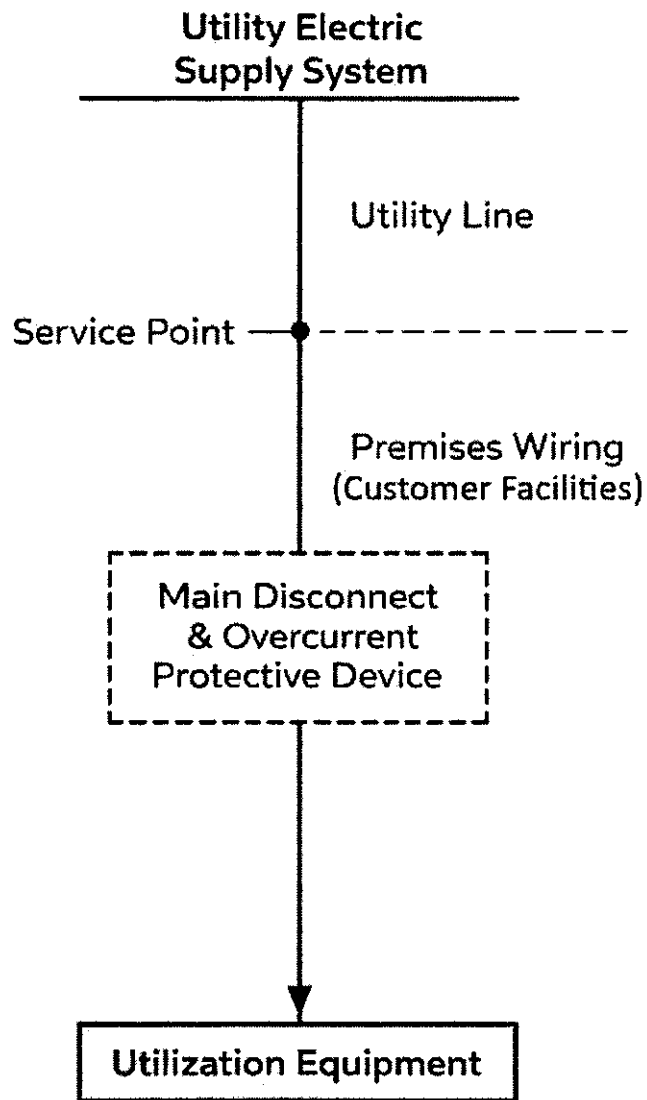 Utility Electric
Supply System
Utility Line
Service Point
Premises Wiring
(Customer Facilities)
Main Disconnect
& Overcurrent
Protective Device
Utilization Equipment